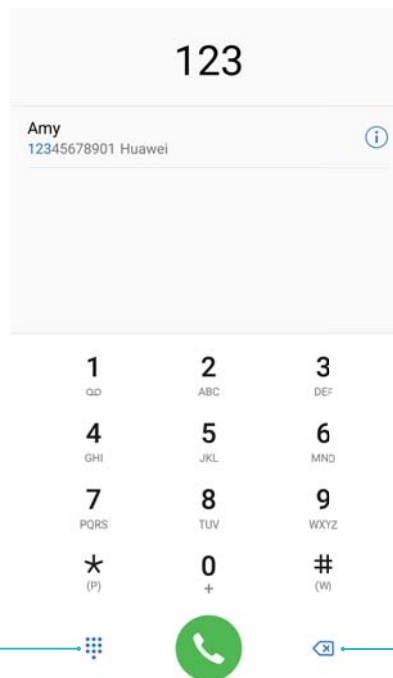 123
Amy
12345678901 Huawei
1 2 3
ABC DEF
4 5 6
GHI JKL MNO
7 8 9
PQRS TUV WXYZ
* 0 #
(P) + (W)